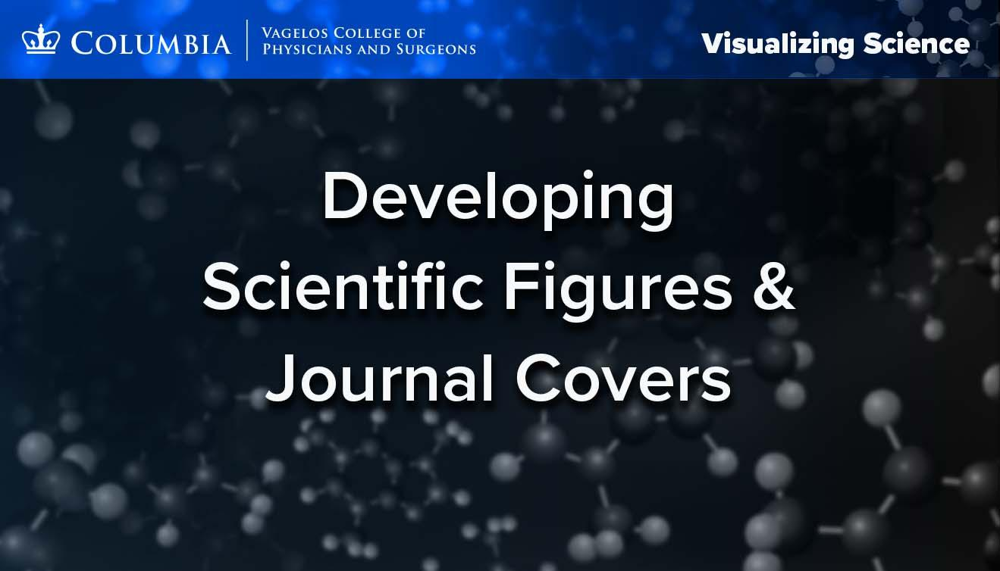 COLUMBIA
VAGELOS COLLEGE OF
PHYSICIANS AND SURGEONS
Visualizing Science
Developing
Scientific Figures &
Journal Covers